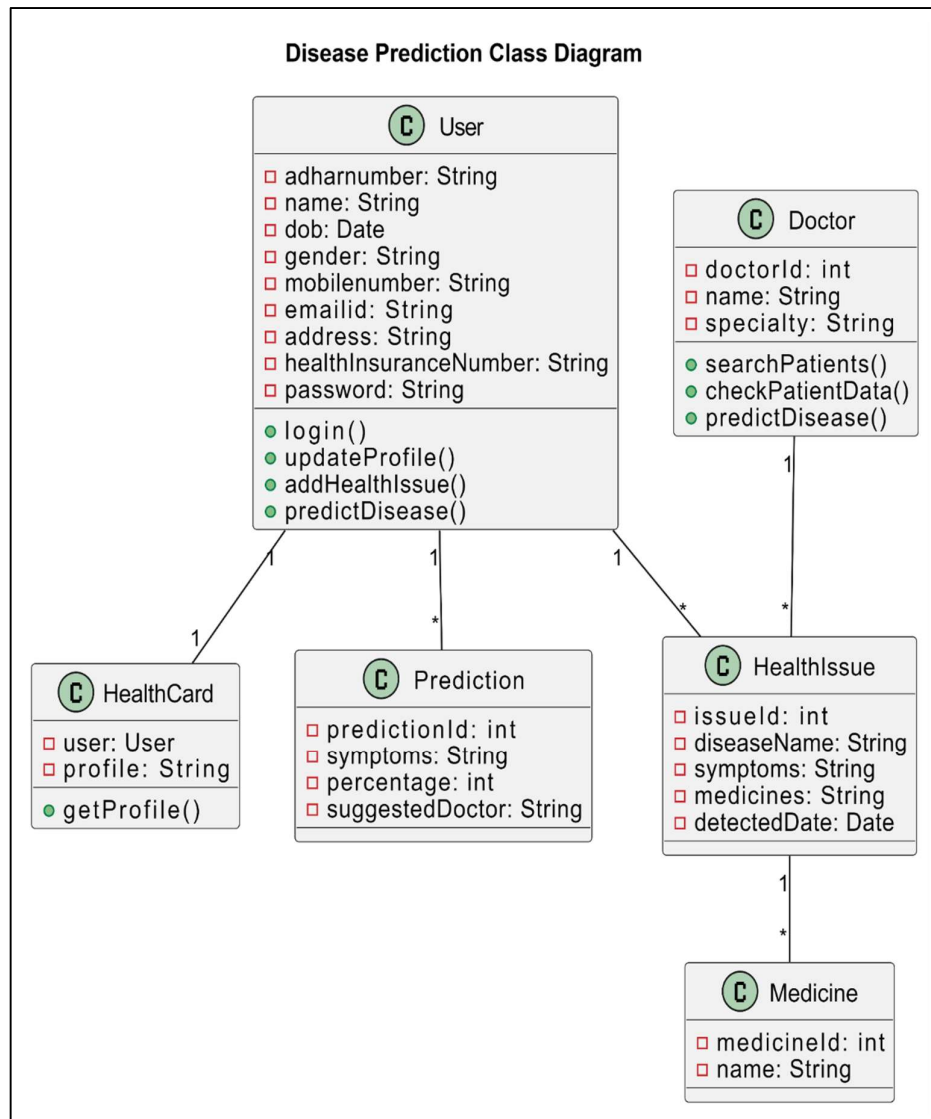 Disease Prediction Class Diagram
C User
adharnumber: String
name: String
dob: Date
gender: String
mobilenumber: String
emailid: String
address: String
healthInsuranceNumber: String
password: String
login()
updateProfile()
addHealthIssue()
predictDisease()
C Doctor
doctorId: int
name: String
specialty: String
searchPatients()
checkPatientData()
predictDisease()
1
1
1
1
1
*
*
*
C HealthCard
user: User
profile: String
getProfile()
C Prediction
predictionId: int
symptoms: String
percentage: int
suggestedDoctor: String
C HealthIssue
issueId: int
diseaseName: String
symptoms: String
medicines: String
detectedDate: Date
1
*
C Medicine
medicineId: int
name: String